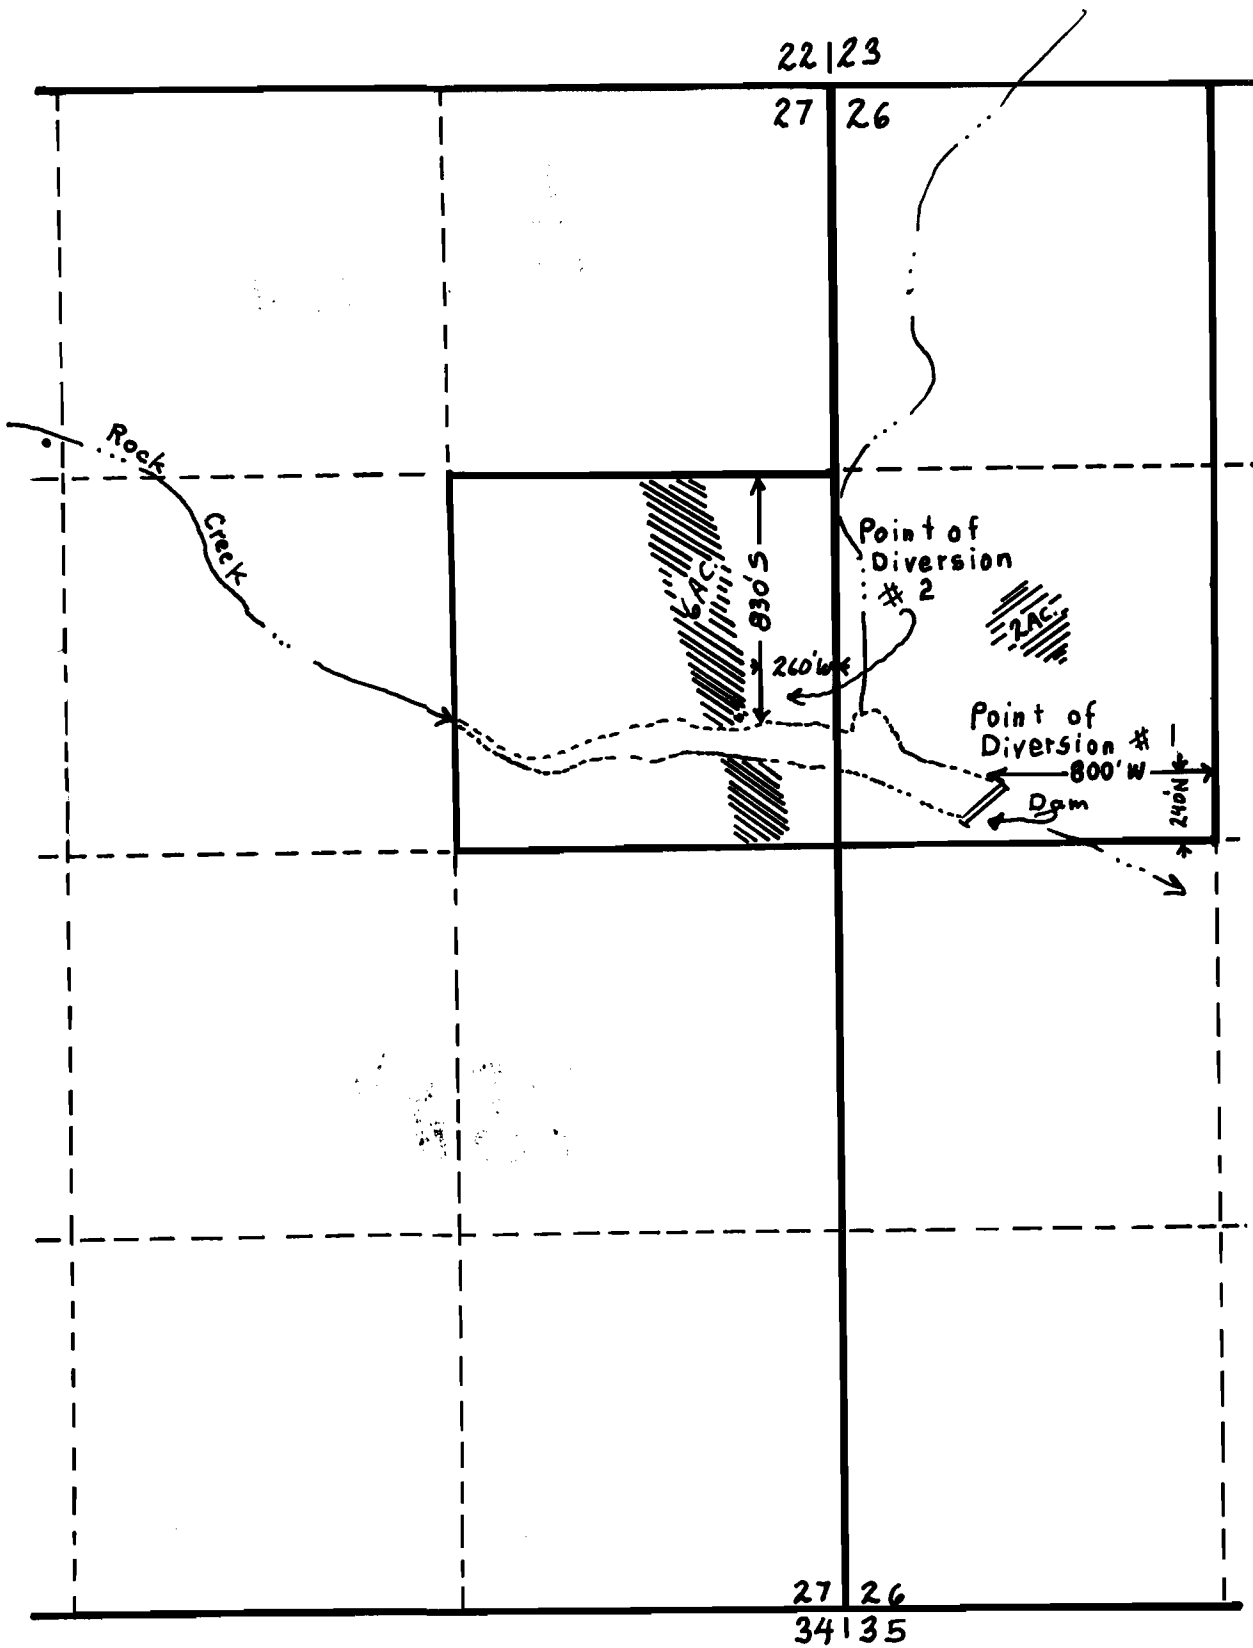 22 | 23
27 | 26
Rock
Creek
6 AC.
830'S
Point of
Diversion
# 2
2 AC.
260'W
Point of
Diversion # 1
800' W
240'N
Dam
27 | 26
34 | 35